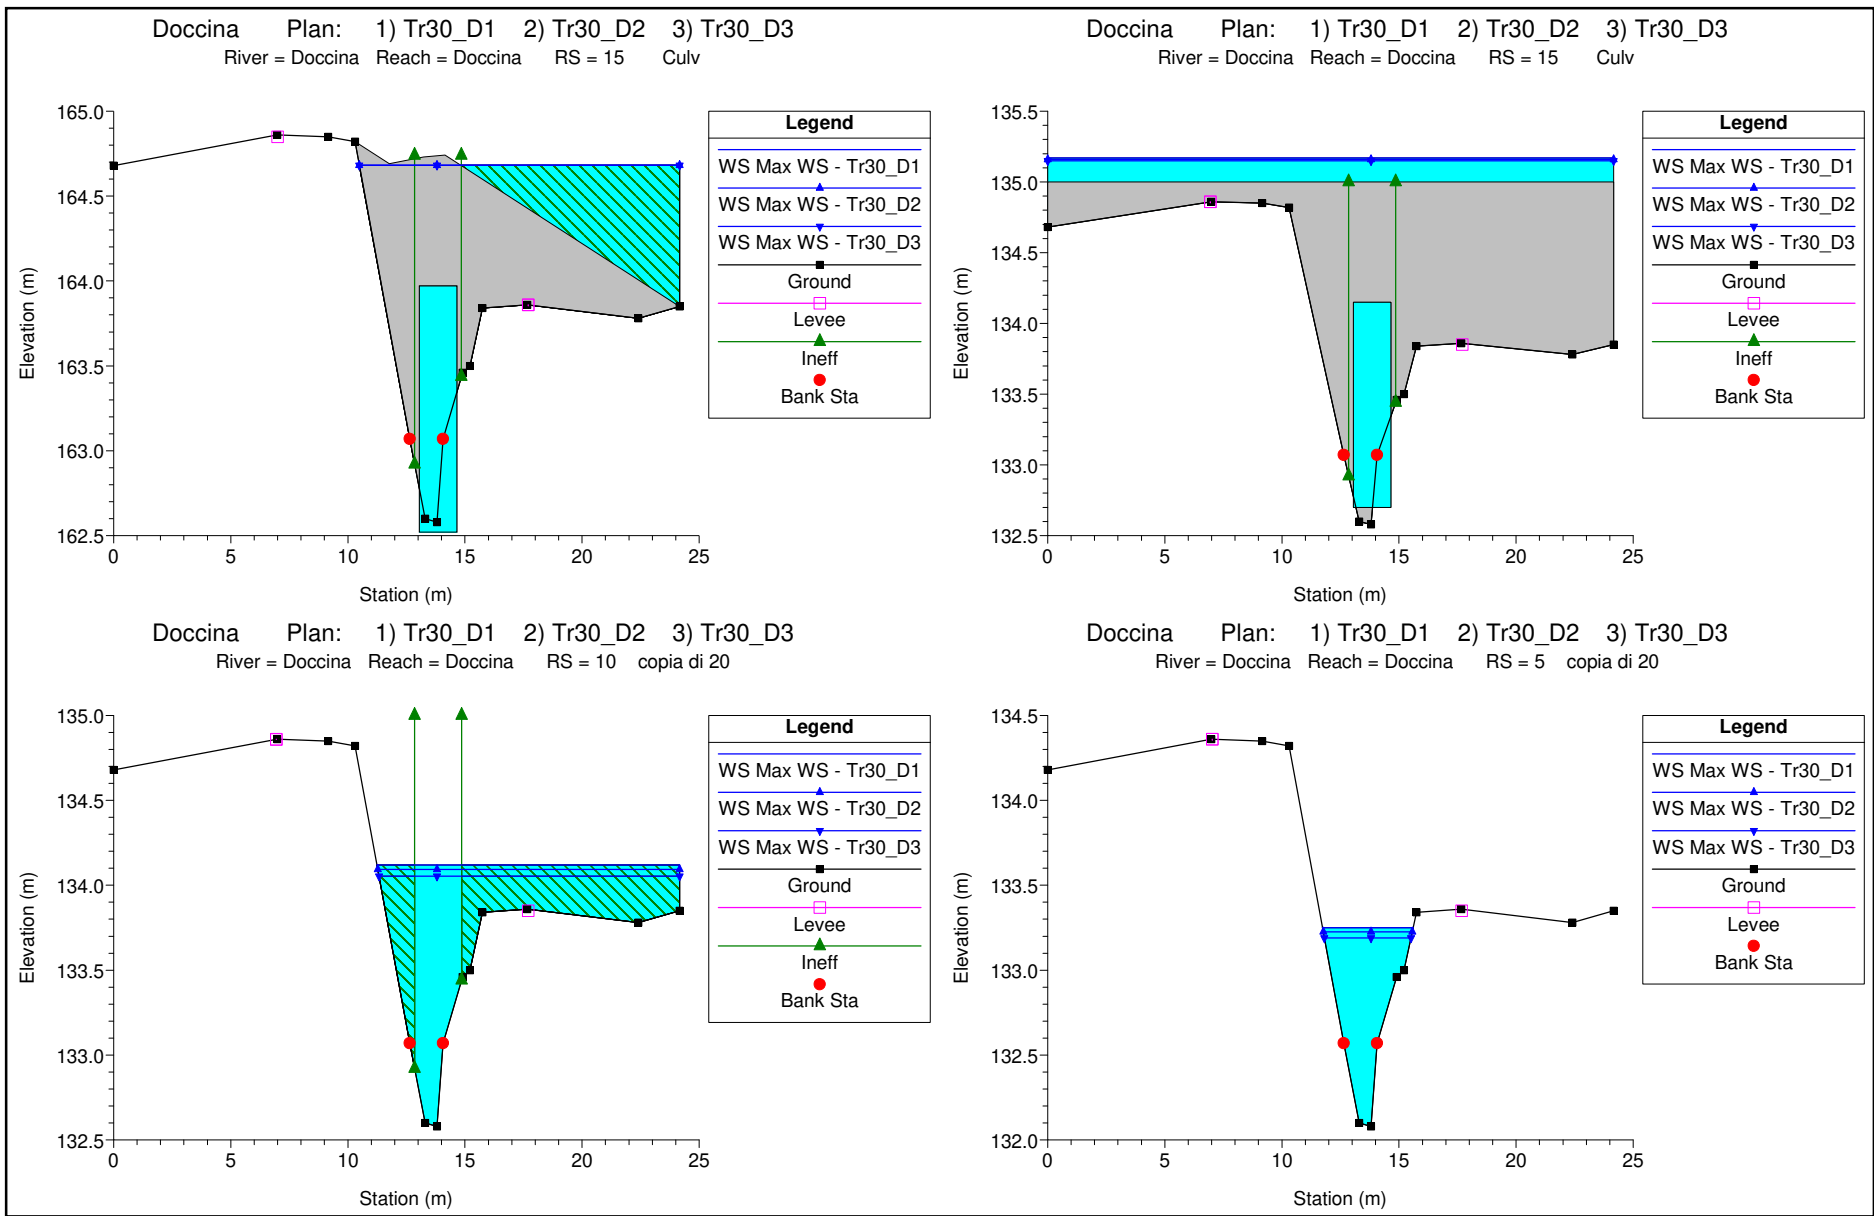 Doccina Plan: 1) Tr30_D1 2) Tr30_D2 3) Tr30_D3
River = Doccina Reach = Doccina RS = 15 Culv
165.0
164.5
164.0
163.5
163.0
162.5
Elevation (m)
0 5 10 15 20 25
Station (m)
Legend
WS Max WS - Tr30_D1
WS Max WS - Tr30_D2
WS Max WS - Tr30_D3
Ground
Levee
Ineff
Bank Sta
Doccina Plan: 1) Tr30_D1 2) Tr30_D2 3) Tr30_D3
River = Doccina Reach = Doccina RS = 15 Culv
135.5
135.0
134.5
134.0
133.5
133.0
132.5
Elevation (m)
0 5 10 15 20 25
Station (m)
Legend
WS Max WS - Tr30_D1
WS Max WS - Tr30_D2
WS Max WS - Tr30_D3
Ground
Levee
Ineff
Bank Sta
Doccina Plan: 1) Tr30_D1 2) Tr30_D2 3) Tr30_D3
River = Doccina Reach = Doccina RS = 10 copia di 20
135.0
134.5
134.0
133.5
133.0
132.5
Elevation (m)
0 5 10 15 20 25
Station (m)
Legend
WS Max WS - Tr30_D1
WS Max WS - Tr30_D2
WS Max WS - Tr30_D3
Ground
Levee
Ineff
Bank Sta
Doccina Plan: 1) Tr30_D1 2) Tr30_D2 3) Tr30_D3
River = Doccina Reach = Doccina RS = 5 copia di 20
134.5
134.0
133.5
133.0
132.5
132.0
Elevation (m)
0 5 10 15 20 25
Station (m)
Legend
WS Max WS - Tr30_D1
WS Max WS - Tr30_D2
WS Max WS - Tr30_D3
Ground
Levee
Bank Sta